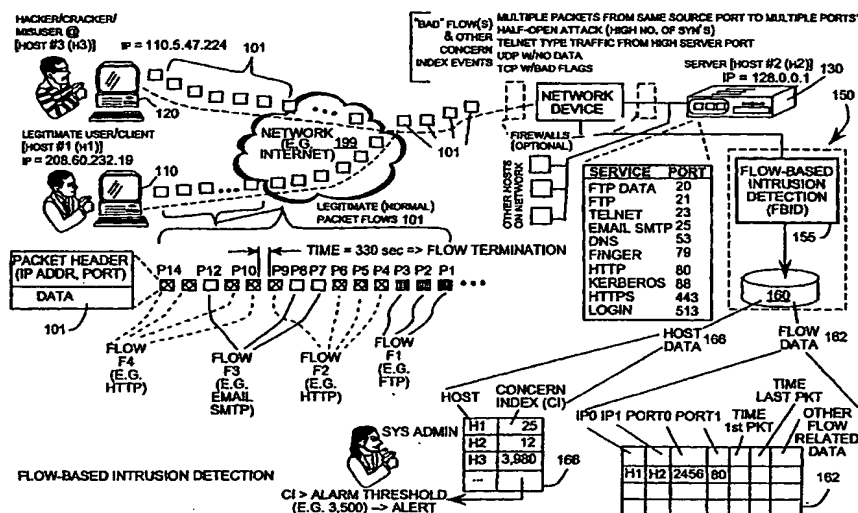 HACKER/CRACKER/
MISUSER @
[HOST #3 (H3)]
IP = 110.5.47.224
101
120
LEGITIMATE USER/CLIENT
[HOST #1 (H1)]
IP = 208.60.232.19
110
NETWORK
(E.G. 199
INTERNET)
101
LEGITIMATE (NORMAL)
PACKET FLOWS 101
"BAD" FLOW(S)
& OTHER
CONCERN
INDEX EVENTS
MULTIPLE PACKETS FROM SAME SOURCE PORT TO MULTIPLE PORTS
HALF-OPEN ATTACK (HIGH NO. OF SYN'S)
TELNET TYPE TRAFFIC FROM HIGH SERVER PORT
UDP W/NO DATA
TCP W/BAD FLAGS
SERVER [HOST #2 (H2)]
IP = 128.0.0.1
130
150
NETWORK
DEVICE
FIREWALLS
(OPTIONAL)
OTHER HOSTS
ON NETWORK
SERVICE PORT
FTP DATA 20
FTP 21
TELNET 23
EMAIL SMTP 25
DNS 53
FINGER 79
HTTP 80
KERBEROS 88
HTTPS 443
LOGIN 513
FLOW-BASED
INTRUSION
DETECTION
(FBID)
155
160
TIME = 330 sec => FLOW TERMINATION
PACKET HEADER
(IP ADDR, PORT)
DATA
101
P14 P12 P10 P9 P8 P7 P6 P5 P4 P3 P2 P1
FLOW
F4
(E.G.
HTTP)
FLOW
F3
(E.G.
EMAIL
SMTP)
FLOW
F2
(E.G.
HTTP)
FLOW
F1
(E.G.
FTP)
HOST 166
DATA
FLOW 162
DATA
HOST
CONCERN
INDEX (CI)
H1 25
H2 12
H3 3,980
...
166
SYS ADMIN
CI > ALARM THRESHOLD
(E.G. 3,500) --> ALERT
IP0 IP1 PORT0 PORT1
TIME
1st PKT
TIME
LAST PKT
OTHER
FLOW
RELATED
DATA
H1 H2 2456 80
162
FLOW-BASED INTRUSION DETECTION